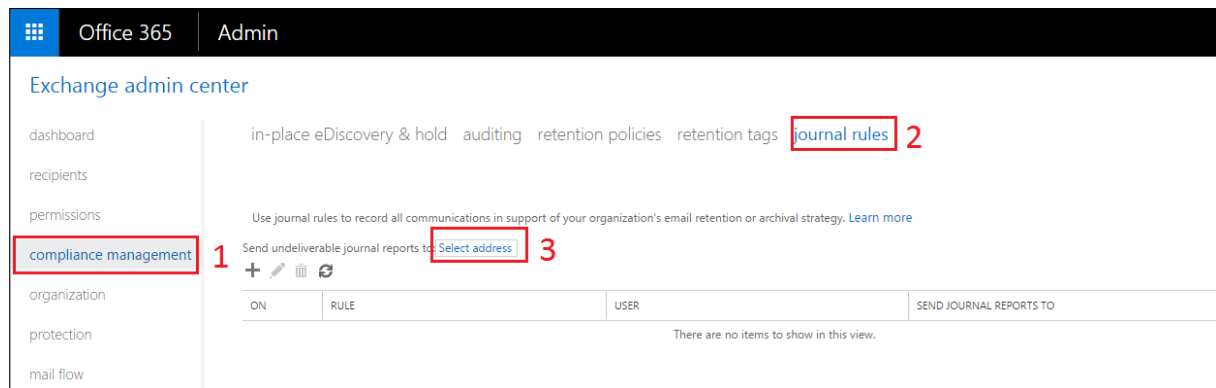 Office 365 Admin
Exchange admin center
dashboard
recipients
permissions
compliance management 1
organization
protection
mail flow
in-place eDiscovery & hold auditing retention policies retention tags journal rules 2
Use journal rules to record all communications in support of your organization's email retention or archival strategy. Learn more
Send undeliverable journal reports to: Select address 3
ON RULE USER SEND JOURNAL REPORTS TO
There are no items to show in this view.